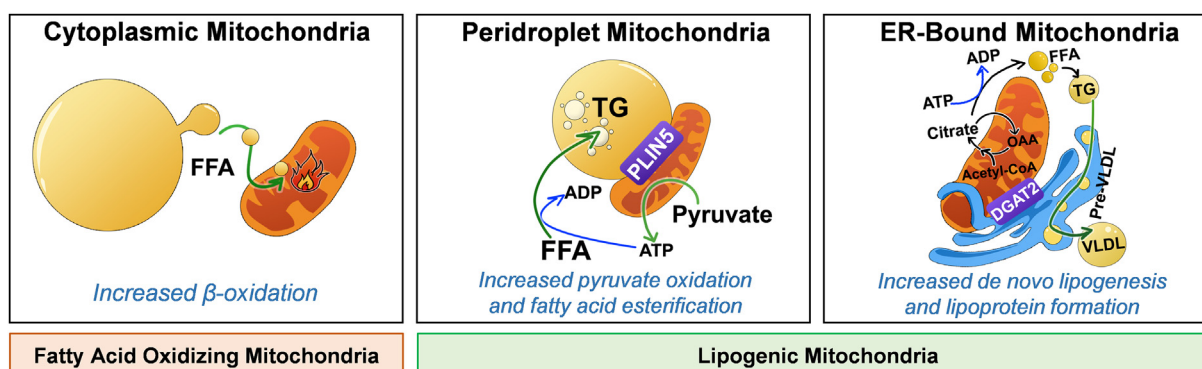 Cytoplasmic Mitochondria
FFA
Increased β-oxidation
Fatty Acid Oxidizing Mitochondria
Peridroplet Mitochondria
TG
PLIN5
ADP
Pyruvate
FFA
ATP
Increased pyruvate oxidation
and fatty acid esterification
ER-Bound Mitochondria
ADP
FFA
ATP
TG
Citrate
OAA
Acetyl-CoA
DGAT2
Pre-VLDL
VLDL
Increased de novo lipogenesis
and lipoprotein formation
Lipogenic Mitochondria